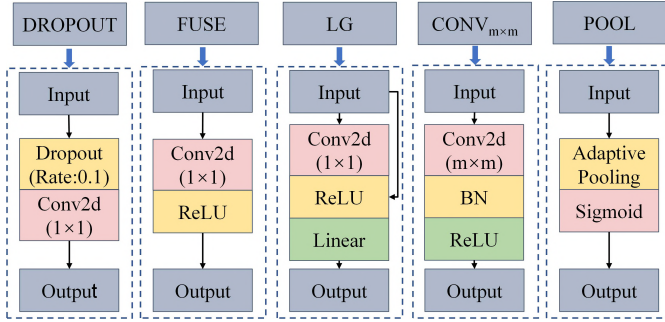 DROPOUT
FUSE
LG
CONVm×m
POOL
Input
Dropout
(Rate:0.1)
Conv2d
(1×1)
Output
Input
Conv2d
(1×1)
ReLU
Output
Input
Conv2d
(1×1)
ReLU
Linear
Output
Input
Conv2d
(m×m)
BN
ReLU
Output
Input
Adaptive
Pooling
Sigmoid
Output